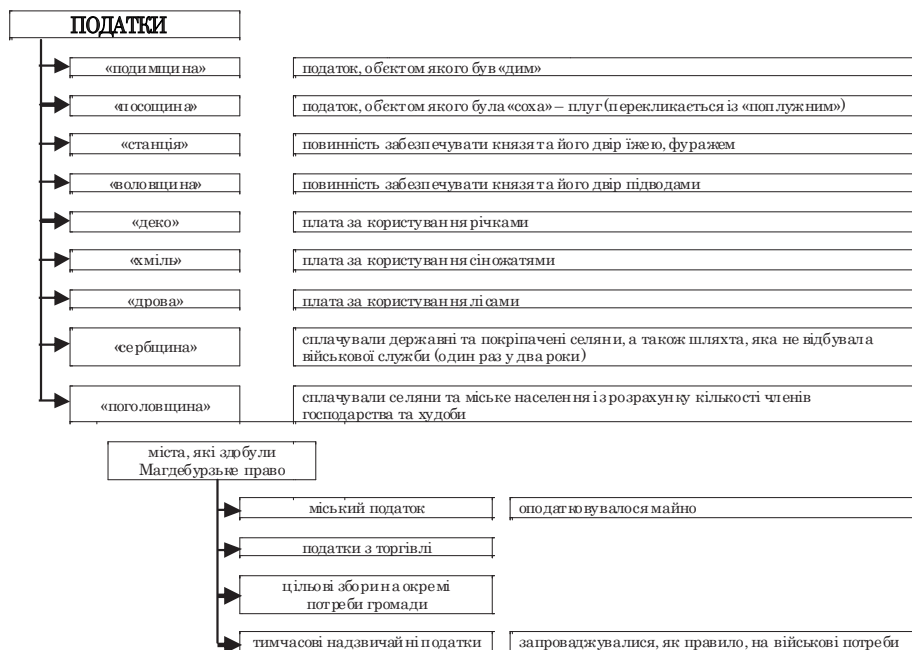 ПОДАТКИ
«подимщина»
податок, об'єктом якого був «дим»
«посощина»
податок, об'єктом якого була «соха» – плуг (перекликається із «поплужним»)
«станція»
повинність забезпечувати князя та його двір їжею, фуражем
«воловщина»
повинність забезпечувати князя та його двір підводами
«деко»
плата за користування річками
«хміль»
плата за користування сіножатями
«дрова»
плата за користування лісами
«сербщина»
сплачували державні та покріпачені селяни, а також шляхта, яка не відбувала
військової служби (один раз у два роки)
«поголовщина»
сплачували селяни та міське населення із розрахунку кількості членів
господарства та худоби
міста, які здобули
Магдебурзьке право
міський податок
оподатковувалося майно
податки з торгівлі
цільові збори на окремі
потреби громади
тимчасові надзвичайні податки
запроваджувалися, як правило, на військові потреби